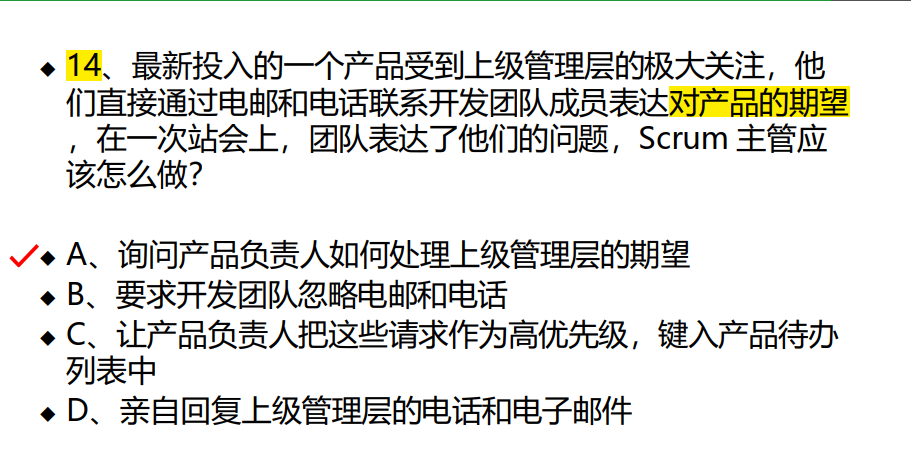 14、最新投入的一个产品受到上级管理层的极大关注，他
们直接通过电邮和电话联系开发团队成员表达对产品的期望
，在一次站会上，团队表达了他们的问题，Scrum 主管应
该怎么做？
A、询问产品负责人如何处理上级管理层的期望
B、要求开发团队忽略电邮和电话
C、让产品负责人把这些请求作为高优先级，键入产品待办
列表中
D、亲自回复上级管理层的电话和电子邮件